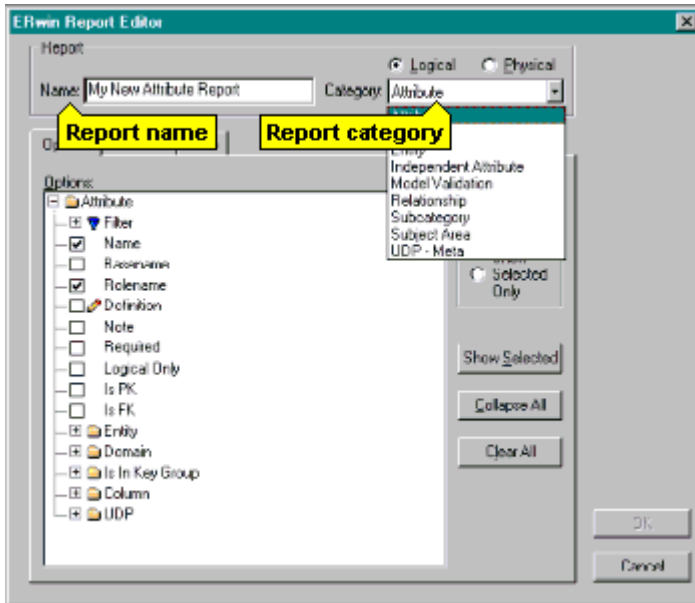 ERwin Report Editor
Report
Logical Physical
Name: My New Attribute Report Category: Attribute
Report name Report category
Entity
Independent Attribute
Model Validation
Relationship
Subcategory
Subject Area
UDP - Meta
Options:
Attribute
Filter
Name
Basename
Rolename
Definition
Note
Required
Logical Only
Is PK
Is FK
Entity
Domain
Is In Key Group
Column
UDP
Selected
Only
Show Selected
Collapse All
Clear All
OK
Cancel